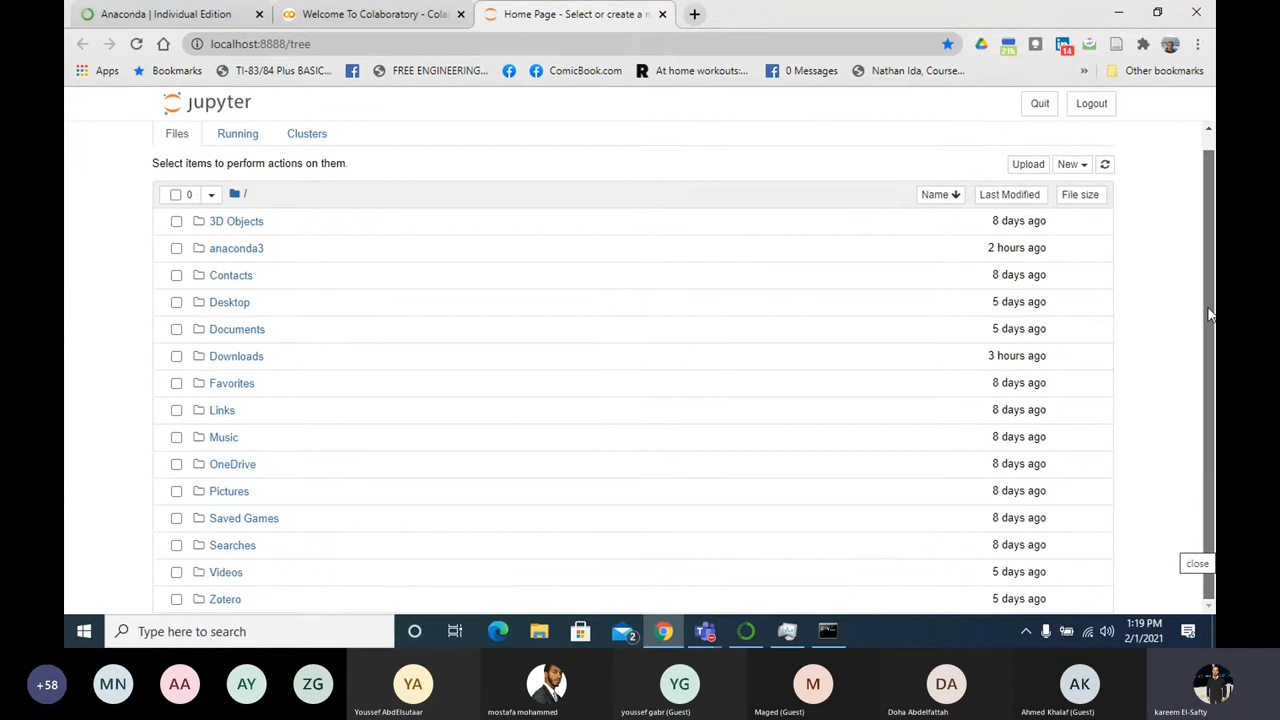 Anaconda | Individual Edition
Welcome To Colaboratory - Cola
Home Page - Select or create a n
localhost:8888/tree
21h
14
Apps
Bookmarks
TI-83/84 Plus BASIC...
FREE ENGINEERING...
ComicBook.com
At home workouts:...
0 Messages
Nathan Ida, Course...
»
Other bookmarks
jupyter
Quit
Logout
Files
Running
Clusters
Select items to perform actions on them.
Upload
New
0
/
Name
Last Modified
File size
3D Objects
8 days ago
anaconda3
2 hours ago
Contacts
8 days ago
Desktop
5 days ago
Documents
5 days ago
Downloads
3 hours ago
Favorites
8 days ago
Links
8 days ago
Music
8 days ago
OneDrive
8 days ago
Pictures
8 days ago
Saved Games
8 days ago
Searches
8 days ago
close
Videos
5 days ago
Zotero
5 days ago
Type here to search
2
1:19 PM
2/1/2021
+58
MN
AA
AY
ZG
YA
YG
M
DA
AK
Youssef AbdElsutaar
mostafa mohammed
youssef gabr (Guest)
Maged (Guest)
Doha Abdelfattah
Ahmed Khalaf (Guest)
kareem El-Safty